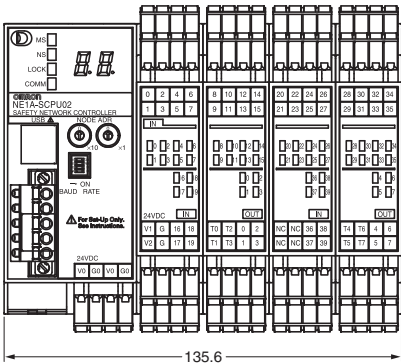 MS
NS
LOCK
COMM
OMRON
NE1A-SCPU02
SAFETY NETWORK CONTROLLER
USB NODE ADR
×10 ×1
ON
BAUD RATE
For Set-Up Only.
See Instructions.
24VDC
V0 G0 V0 G0
0 2 4 6
1 3 5 7
IN
24VDC IN
V1 G 16 18
V2 G 17 19
8 10 12 14
9 11 13 15
OUT
T0 T2 0 2
T1 T3 1 3
20 22 24 26
21 23 25 27
IN
NC NC 36 38
NC NC 37 39
28 30 32 34
29 31 33 35
OUT
T4 T6 4 6
T5 T7 5 7
135.6